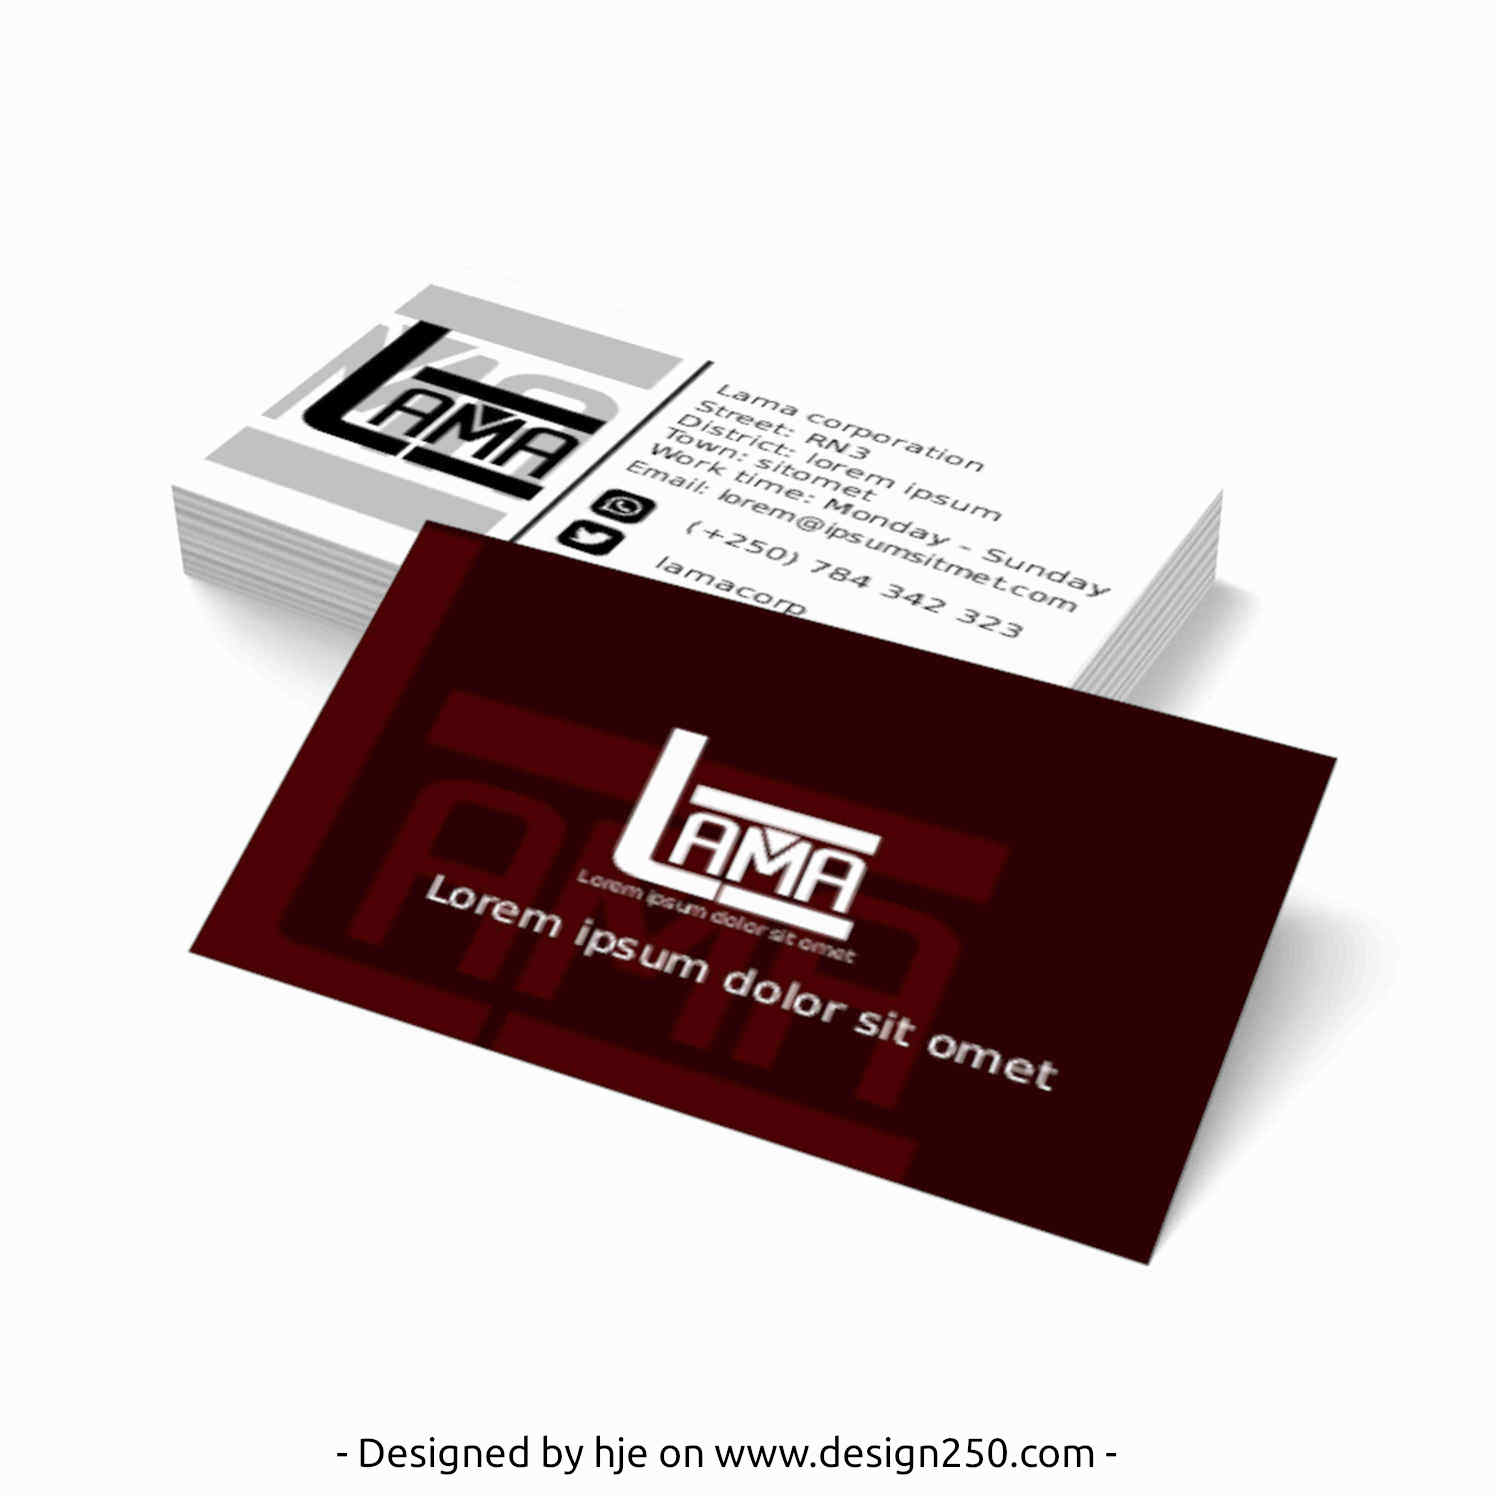 LAMA
Lama corporation
Street: RN3
District: lorem ipsum
Town: sitomet
Work time: Monday - Sunday
Email: lorem@ipsumsitmet.com
(+250) 784 342 323
lamacorp
LAMA
LAMA
Lorem ipsum dolor sit omet
Lorem ipsum dolor sit omet
- Designed by hje on www.design250.com -